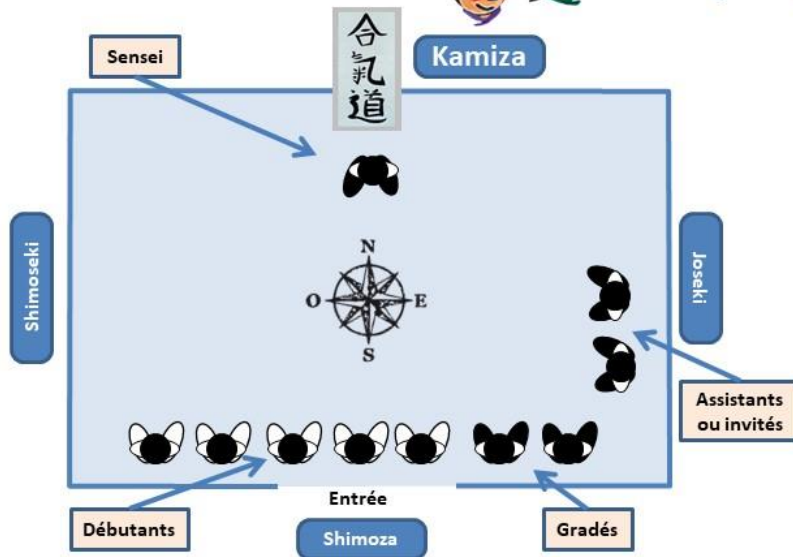 Sensei
合氣道
Kamiza
Shimoseki
N
O
E
S
Joseki
Assistants
ou invités
Débutants
Entrée
Shimoza
Gradés